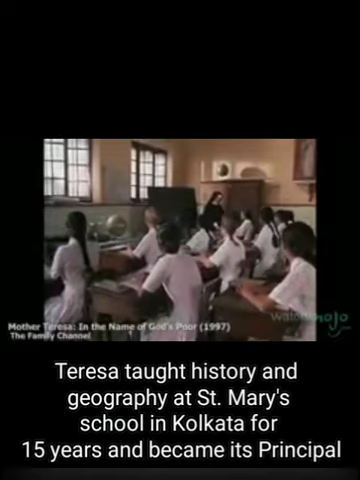 watchmojo
Mother Teresa: In the Name of God's Poor (1997)
The Family Channel
Teresa taught history and
geography at St. Mary's
school in Kolkata for
15 years and became its Principal